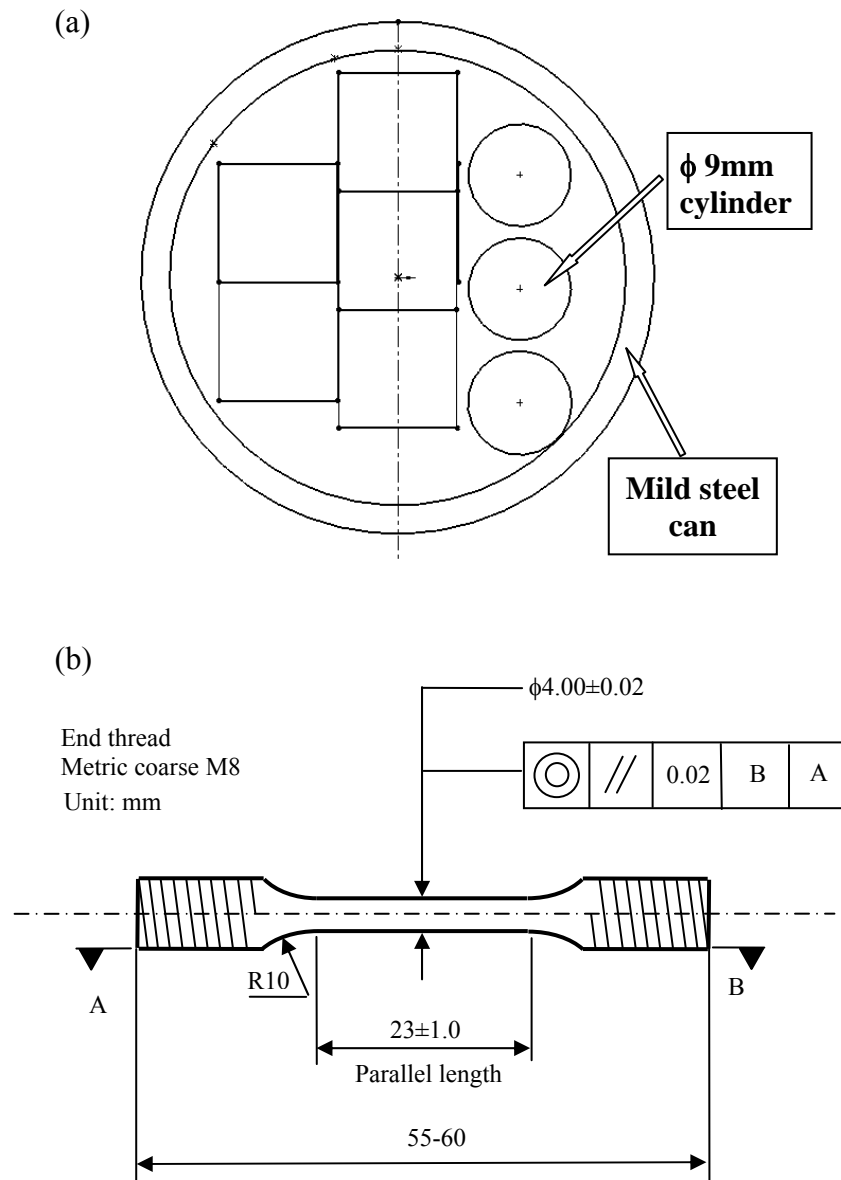 (a)
ϕ 9mm
cylinder
Mild steel
can
(b)
ϕ4.00±0.02
End thread
Metric coarse M8
Unit: mm
◎ // 0.02 B A
A
R10
B
23±1.0
Parallel length
55-60